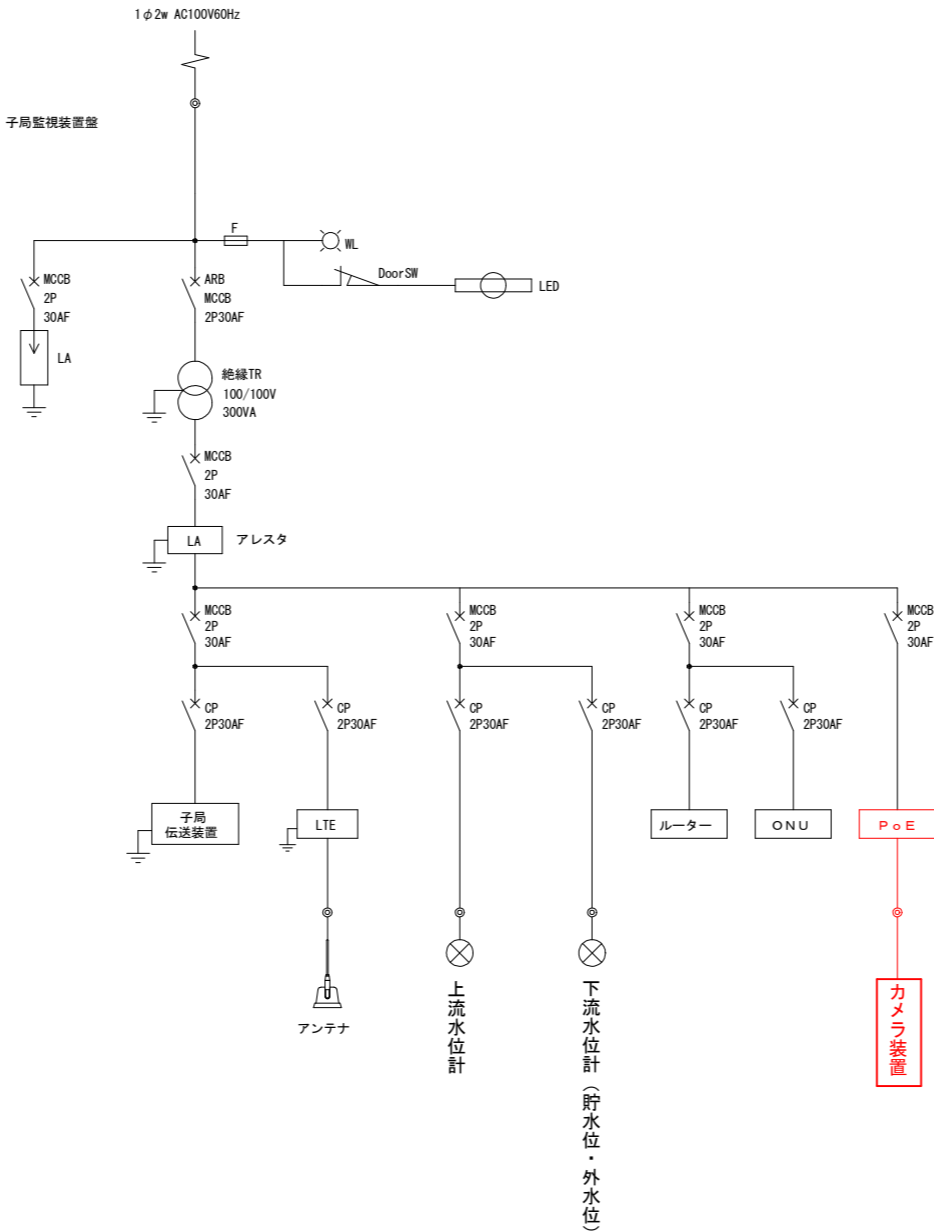 1φ2w AC100V60Hz
子局監視装置盤
F
WL
DoorSW
LED
MCCB
2P
30AF
LA
ARB
MCCB
2P30AF
絶縁TR
100/100V
300VA
MCCB
2P
30AF
LA
アレスタ
MCCB
2P
30AF
MCCB
2P
30AF
MCCB
2P
30AF
MCCB
2P
30AF
CP
2P30AF
CP
2P30AF
CP
2P30AF
CP
2P30AF
CP
2P30AF
CP
2P30AF
子局
伝送装置
LTE
ルーター
ONU
PoE
アンテナ
上流水位計
下流水位計（貯水位・外水位）
カメラ装置